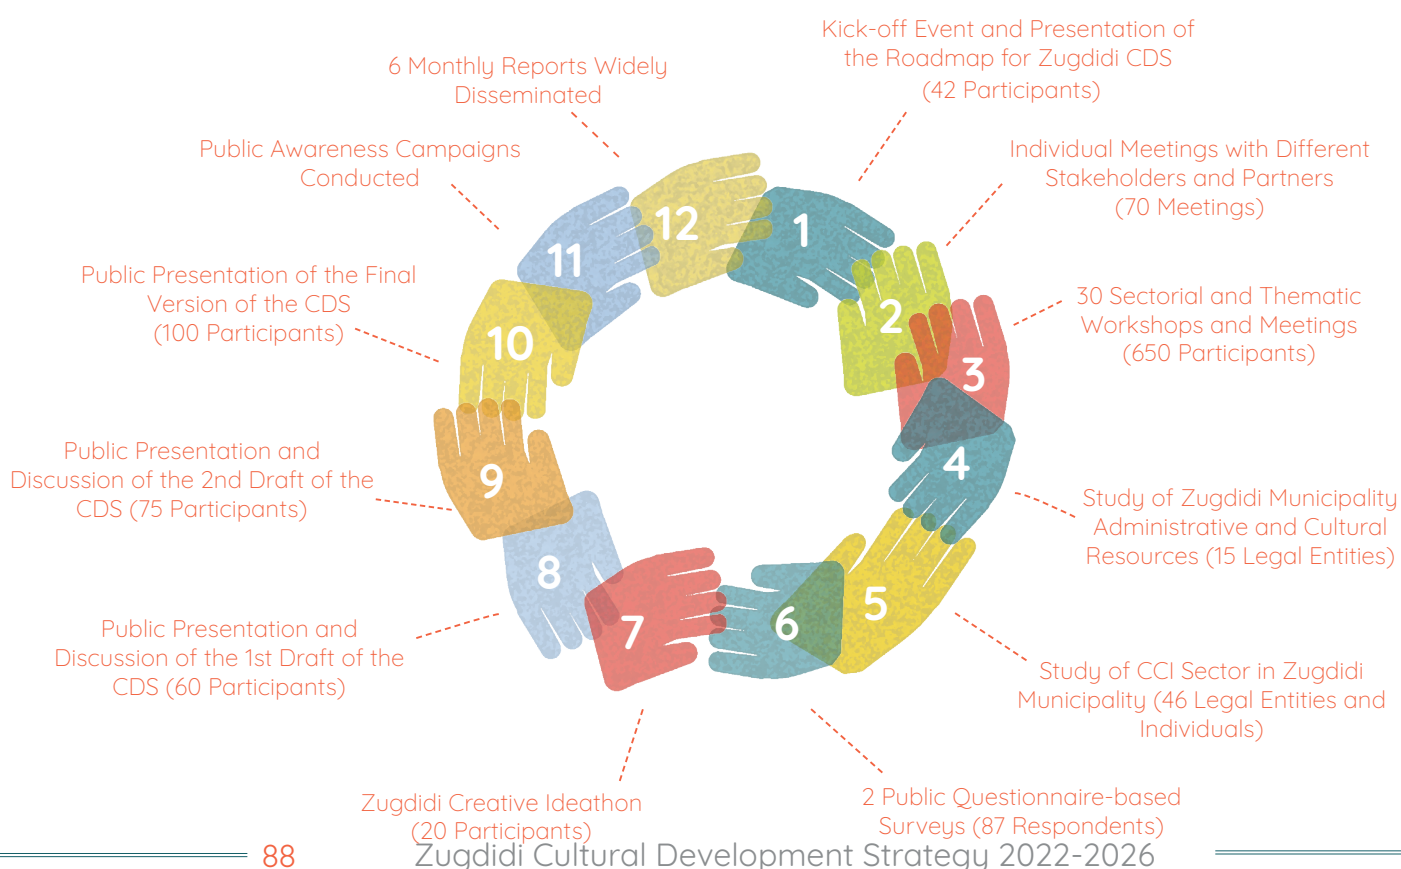 Kick-off Event and Presentation of
the Roadmap for Zugdidi CDS
(42 Participants)
Individual Meetings with Different
Stakeholders and Partners
(70 Meetings)
30 Sectorial and Thematic
Workshops and Meetings
(650 Participants)
Study of Zugdidi Municipality
Administrative and Cultural
Resources (15 Legal Entities)
Study of CCI Sector in Zugdidi
Municipality (46 Legal Entities and
Individuals)
2 Public Questionnaire-based
Surveys (87 Respondents)
Zugdidi Creative Ideathon
(20 Participants)
Public Presentation and
Discussion of the 1st Draft of the
CDS (60 Participants)
Public Presentation and
Discussion of the 2nd Draft of the
CDS (75 Participants)
Public Presentation of the Final
Version of the CDS
(100 Participants)
Public Awareness Campaigns
Conducted
6 Monthly Reports Widely
Disseminated
1
2
3
4
5
6
7
8
9
10
11
12
88
Zugdidi Cultural Development Strategy 2022-2026